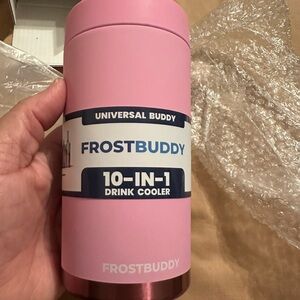 UNIVERSAL BUDDY
FROSTBUDDY
10-IN-1
DRINK COOLER
FROSTBUDDY